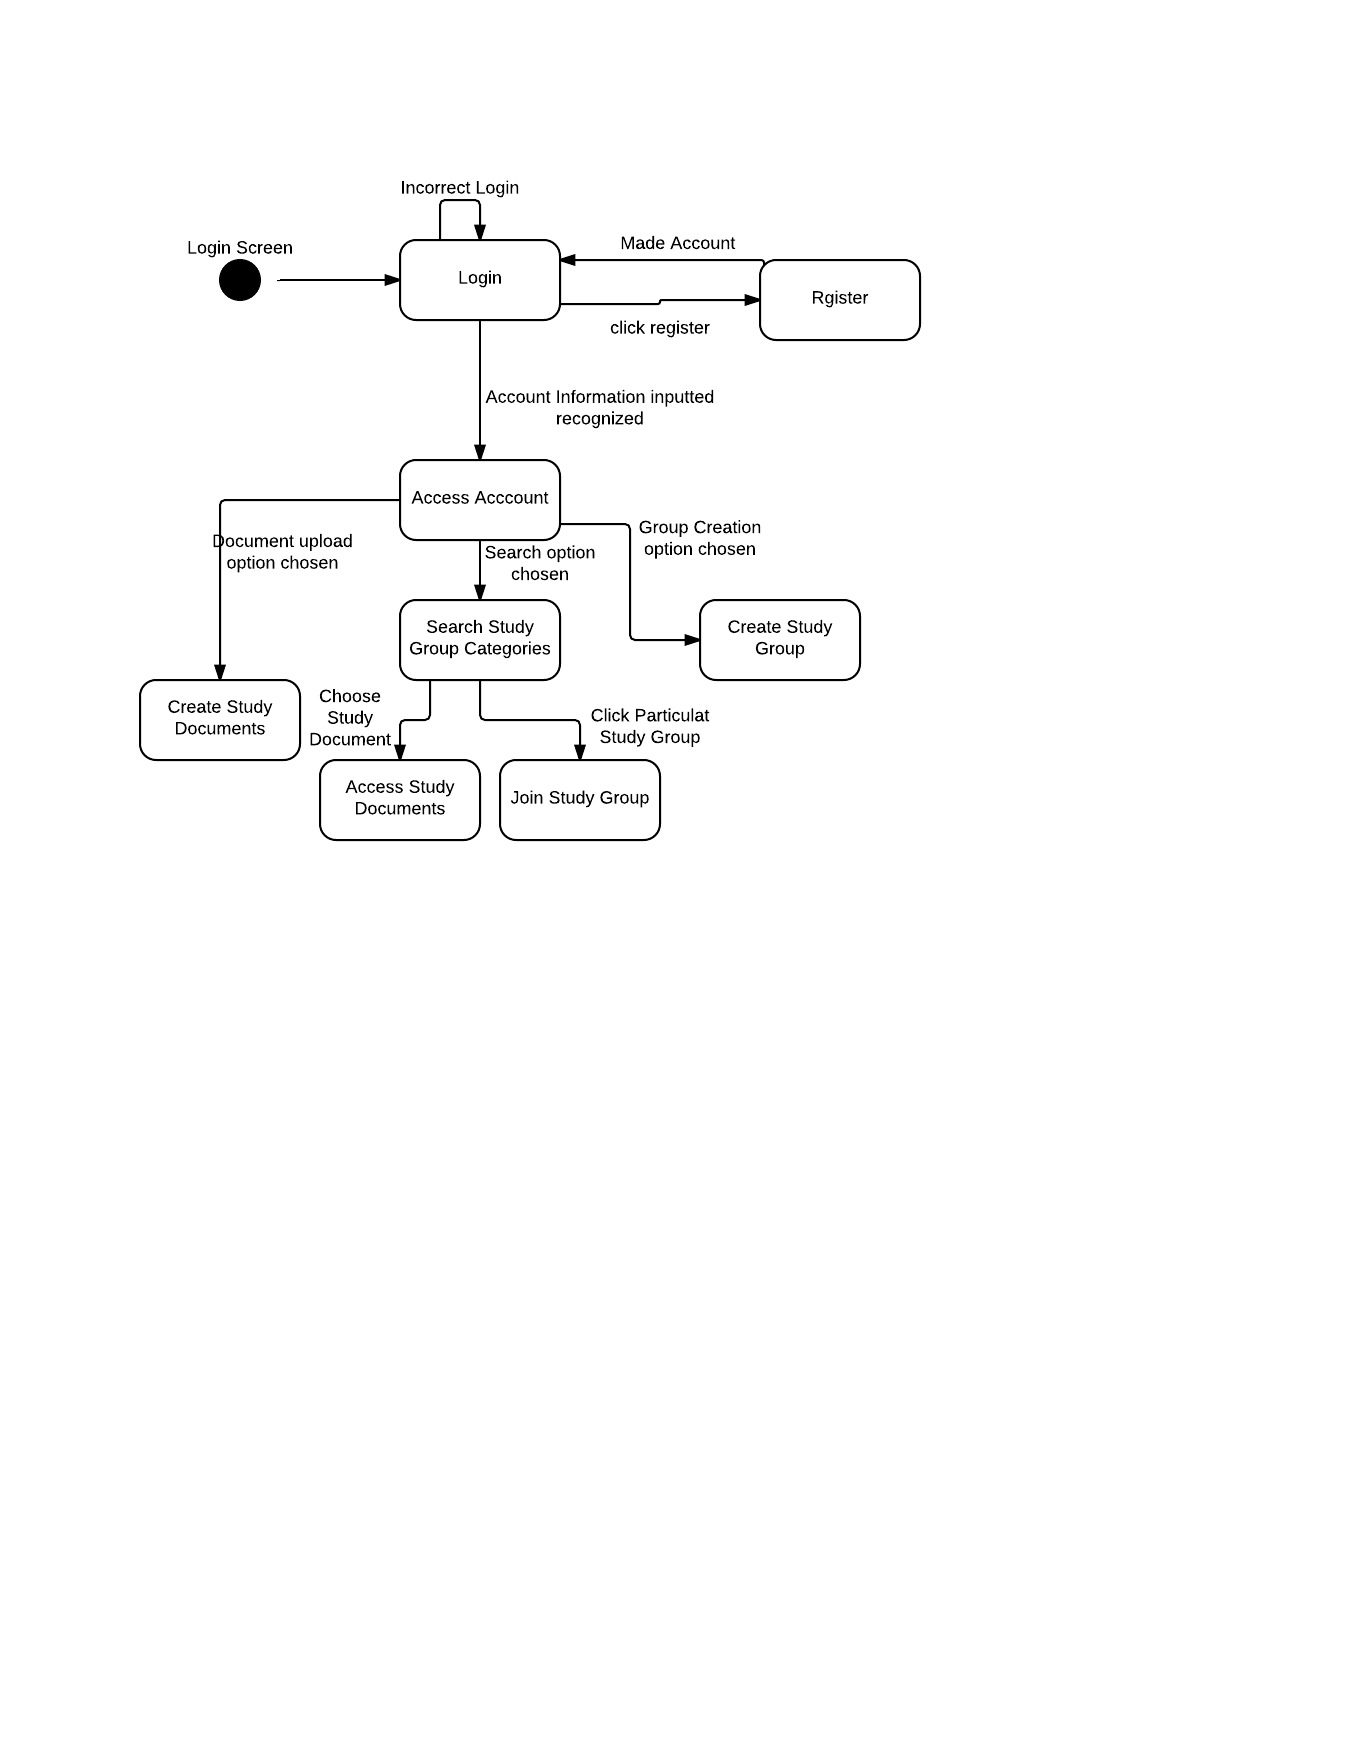 Incorrect Login
Login Screen
Made Account
Login
Rgister
click register
Account Information inputted
recognized
Access Acccount
Document upload
option chosen
Search option
chosen
Group Creation
option chosen
Search Study
Group Categories
Create Study
Group
Create Study
Documents
Choose
Study
Document
Click Particulat
Study Group
Access Study
Documents
Join Study Group